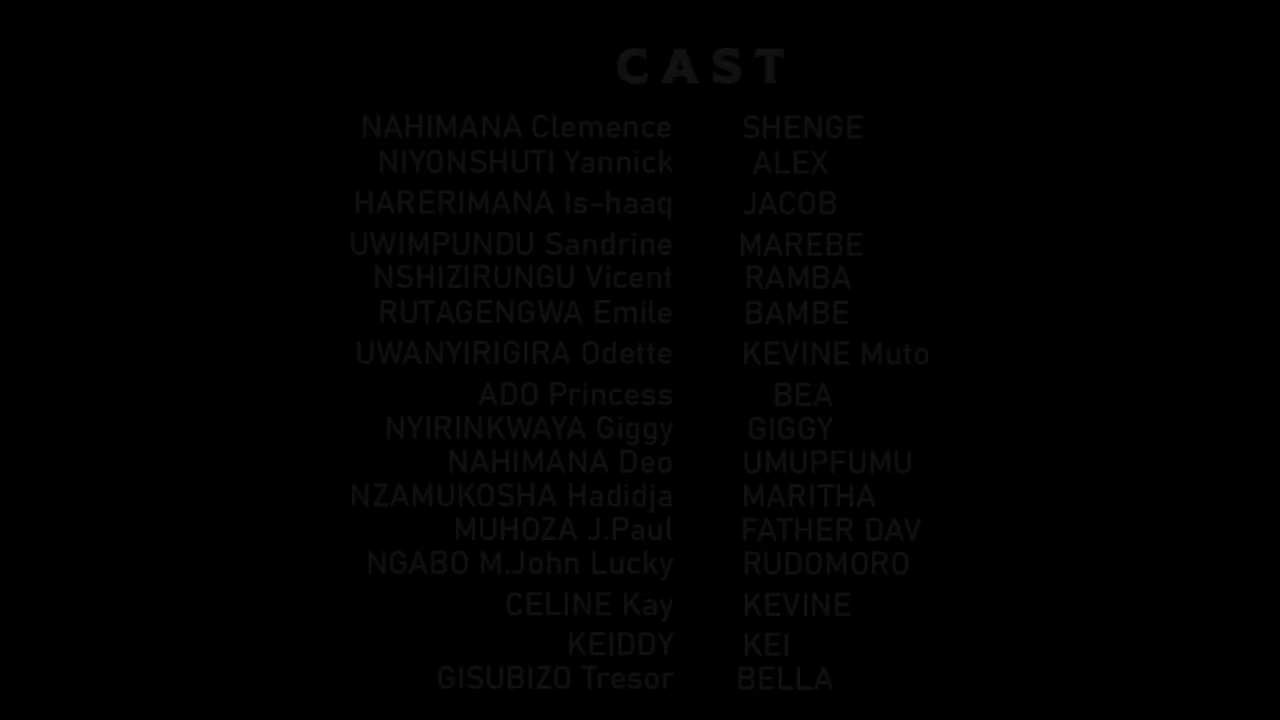 CAST
NAHIMANA Clemence SHENGE
NIYONSHUTI Yannick ALEX
HARERIMANA Is-haaq JACOB
UWIMPUNDU Sandrine MAREBE
NSHIZIRUNGU Vicent RAMBA
RUTAGENGWA Emile BAMBE
UWANYIRIGIRA Odette KEVINE Muto
ADO Princess BEA
NYIRINKWAYA Giggy GIGGY
NAHIMANA Deo UMUPFUMU
NZAMUKOSHA Hadidja MARITHA
MUHOZA J.Paul FATHER DAV
NGABO M.John Lucky RUDOMORO
CELINE Kay KEVINE
KEIDDY KEI
GISUBIZO Tresor BELLA